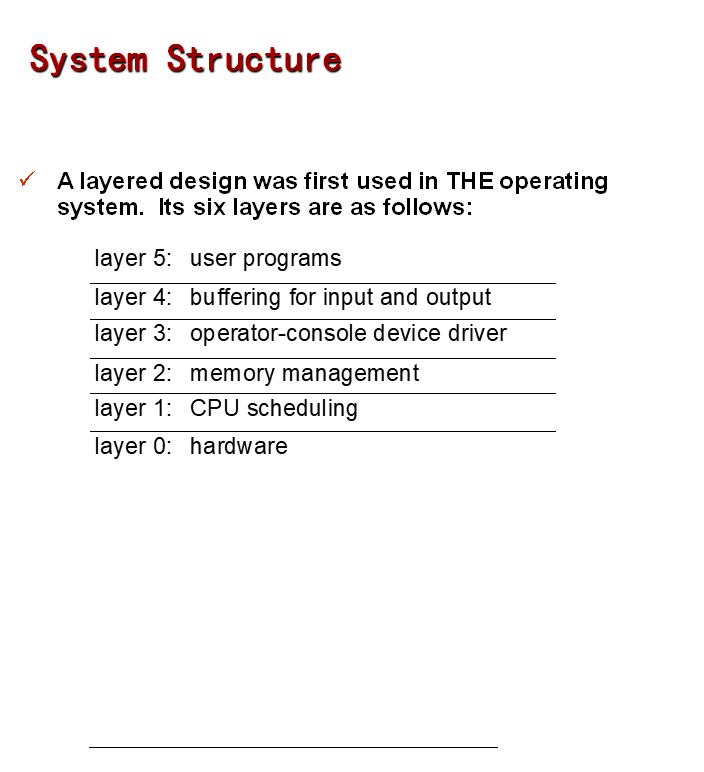 System Structure
✓ A layered design was first used in THE operating
system.  Its six layers are as follows:
layer 5: user programs
layer 4: buffering for input and output
layer 3: operator-console device driver
layer 2: memory management
layer 1: CPU scheduling
layer 0: hardware